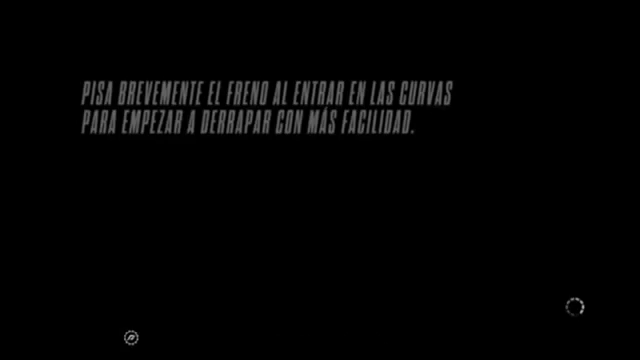 PISA BREVEMENTE EL FRENO AL ENTRAR EN LAS CURVAS
PARA EMPEZAR A DERRAPAR CON MÁS FACILIDAD.